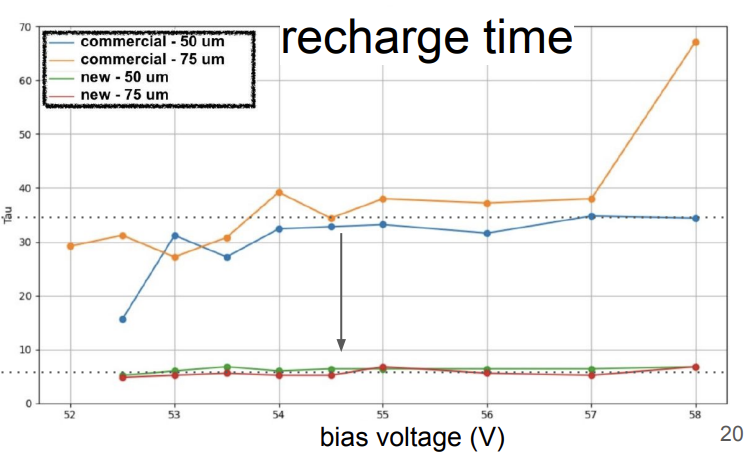 recharge time
commercial - 50 um
commercial - 75 um
new - 50 um
new - 75 um
70
60
50
40
30
20
10
0
Tau
52
53
54
55
56
57
58
bias voltage (V)
20